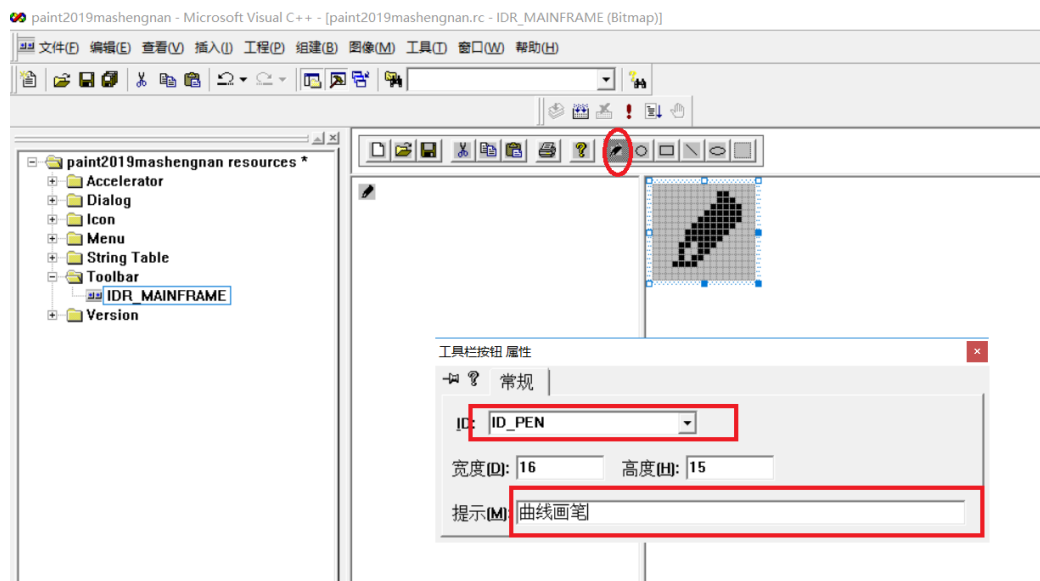 paint2019mashengnan - Microsoft Visual C++ - [paint2019mashengnan.rc - IDR_MAINFRAME (Bitmap)]
文件(F) 编辑(E) 查看(V) 插入(I) 工程(P) 组建(B) 图像(M) 工具(T) 窗口(W) 帮助(H)
paint2019mashengnan resources *
Accelerator
Dialog
Icon
Menu
String Table
Toolbar
IDR_MAINFRAME
Version
工具栏按钮 属性
常规
ID: ID_PEN
宽度(D): 16 高度(H): 15
提示(M): 曲线画笔